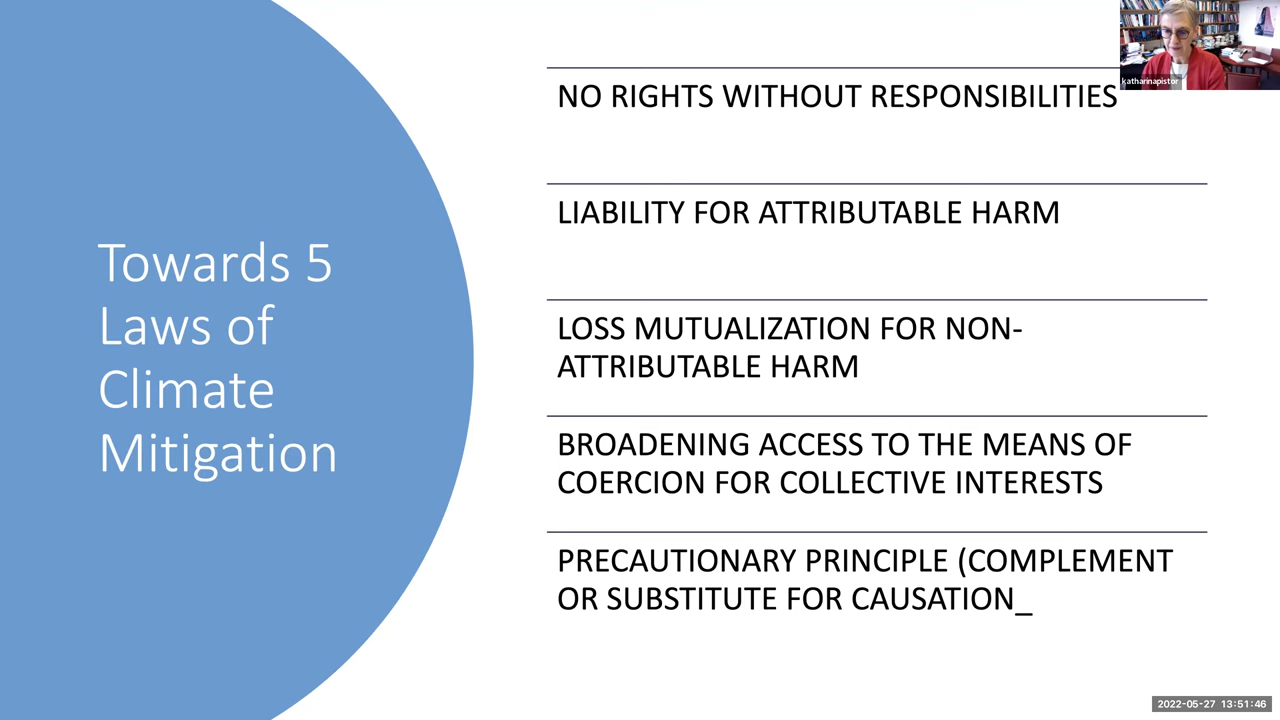 Towards 5
Laws of
Climate
Mitigation
NO RIGHTS WITHOUT RESPONSIBILITIES
LIABILITY FOR ATTRIBUTABLE HARM
LOSS MUTUALIZATION FOR NON-
ATTRIBUTABLE HARM
BROADENING ACCESS TO THE MEANS OF
COERCION FOR COLLECTIVE INTERESTS
PRECAUTIONARY PRINCIPLE (COMPLEMENT
OR SUBSTITUTE FOR CAUSATION_
katharinapistor
2022-05-27 13:51:46